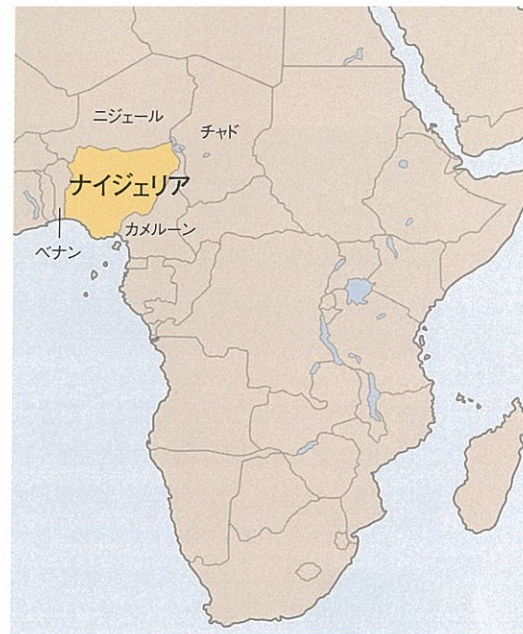 ニジェール
チャド
ナイジェリア
カメルーン
ベナン